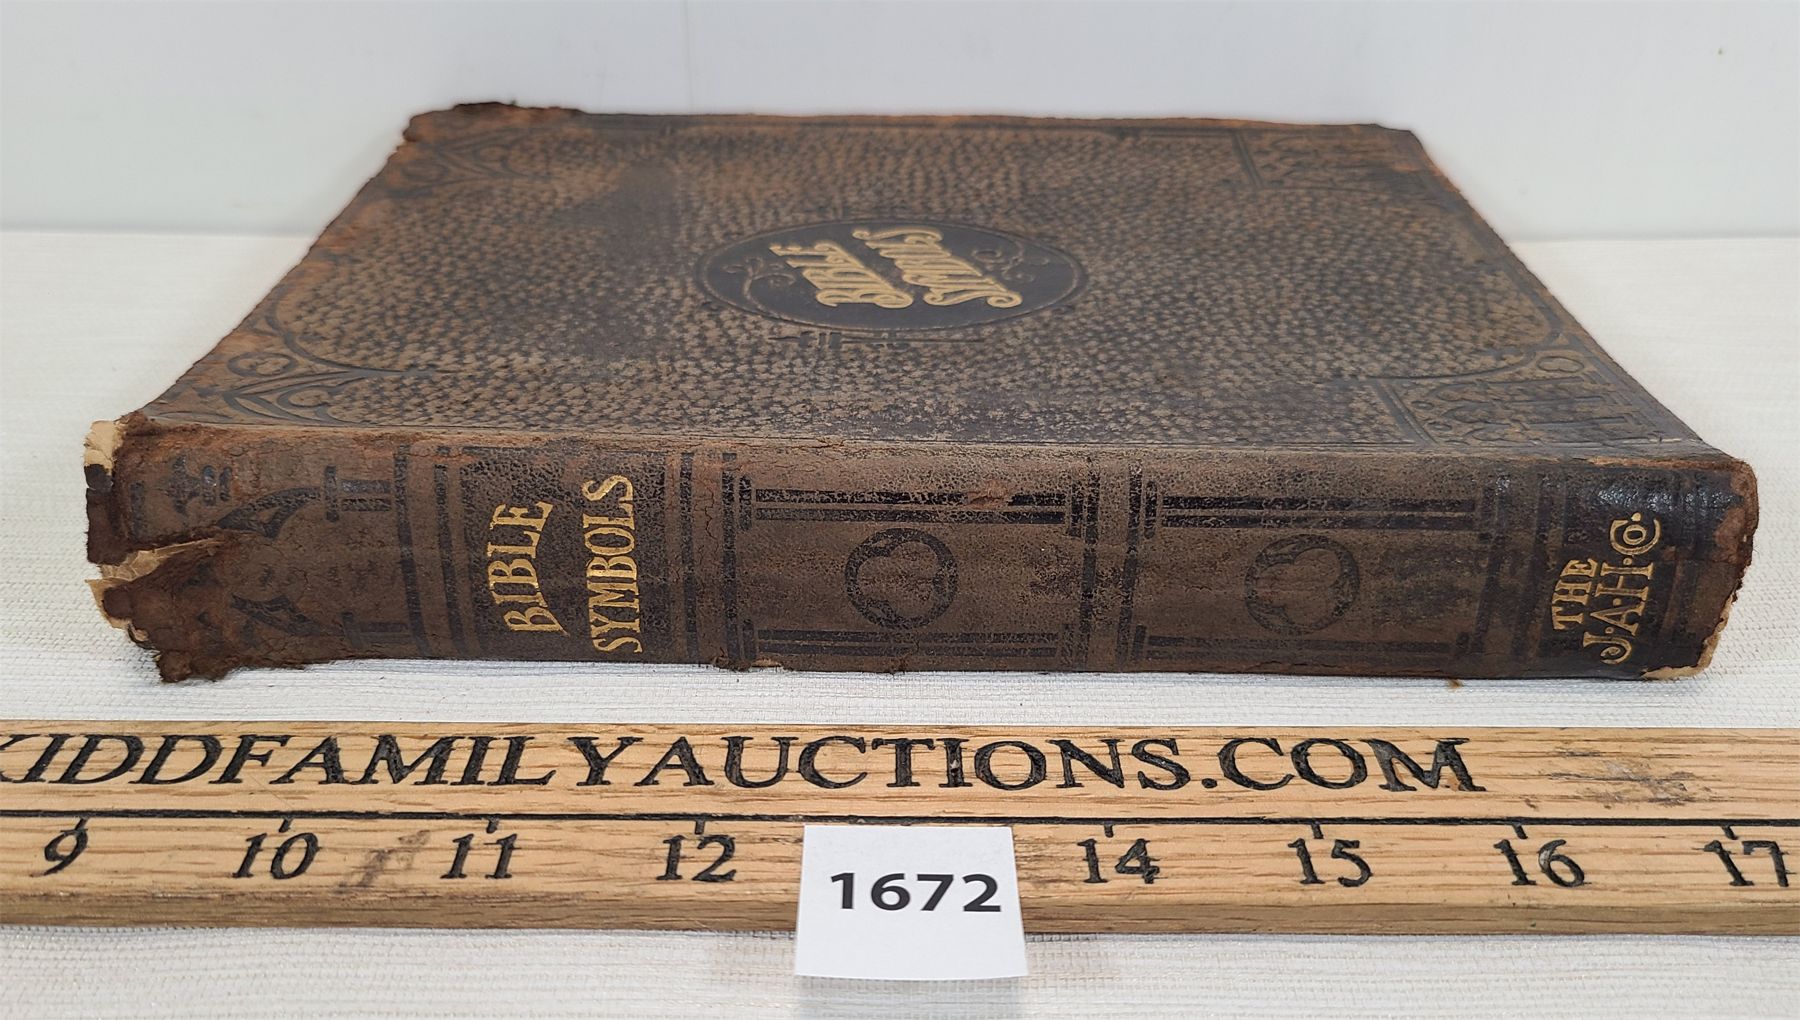 BIBLE
SYMBOLS
BIBLE
SYMBOLS
THE
J.A.H.Co.
KIDDFAMILYAUCTIONS.COM
9 10 11 12 14 15 16 17
1672